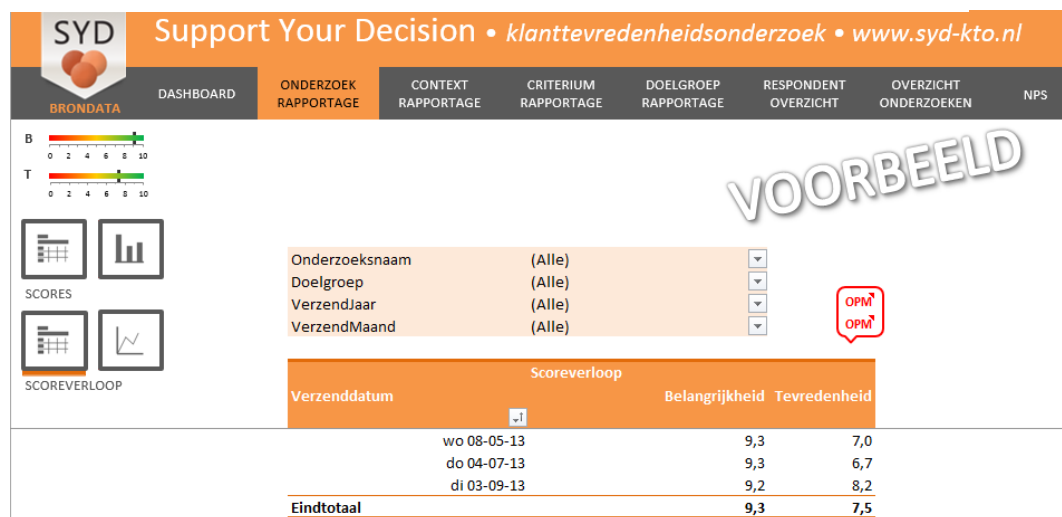 SYD
Support Your Decision • klanttevredenheidsonderzoek • www.syd-kto.nl
BRONDATA
DASHBOARD
ONDERZOEK
RAPPORTAGE
CONTEXT
RAPPORTAGE
CRITERIUM
RAPPORTAGE
DOELGROEP
RAPPORTAGE
RESPONDENT
OVERZICHT
OVERZICHT
ONDERZOEKEN
NPS
B
0 2 4 6 8 10
T
0 2 4 6 8 10
VOORBEELD
SCORES
SCOREVERLOOP
Onderzoeksnaam (Alle)
Doelgroep (Alle)
VerzendJaar (Alle)
VerzendMaand (Alle)
OPM
OPM
Scoreverloop
Verzenddatum Belangrijkheid Tevredenheid
wo 08-05-13 9,3 7,0
do 04-07-13 9,3 6,7
di 03-09-13 9,2 8,2
Eindtotaal 9,3 7,5